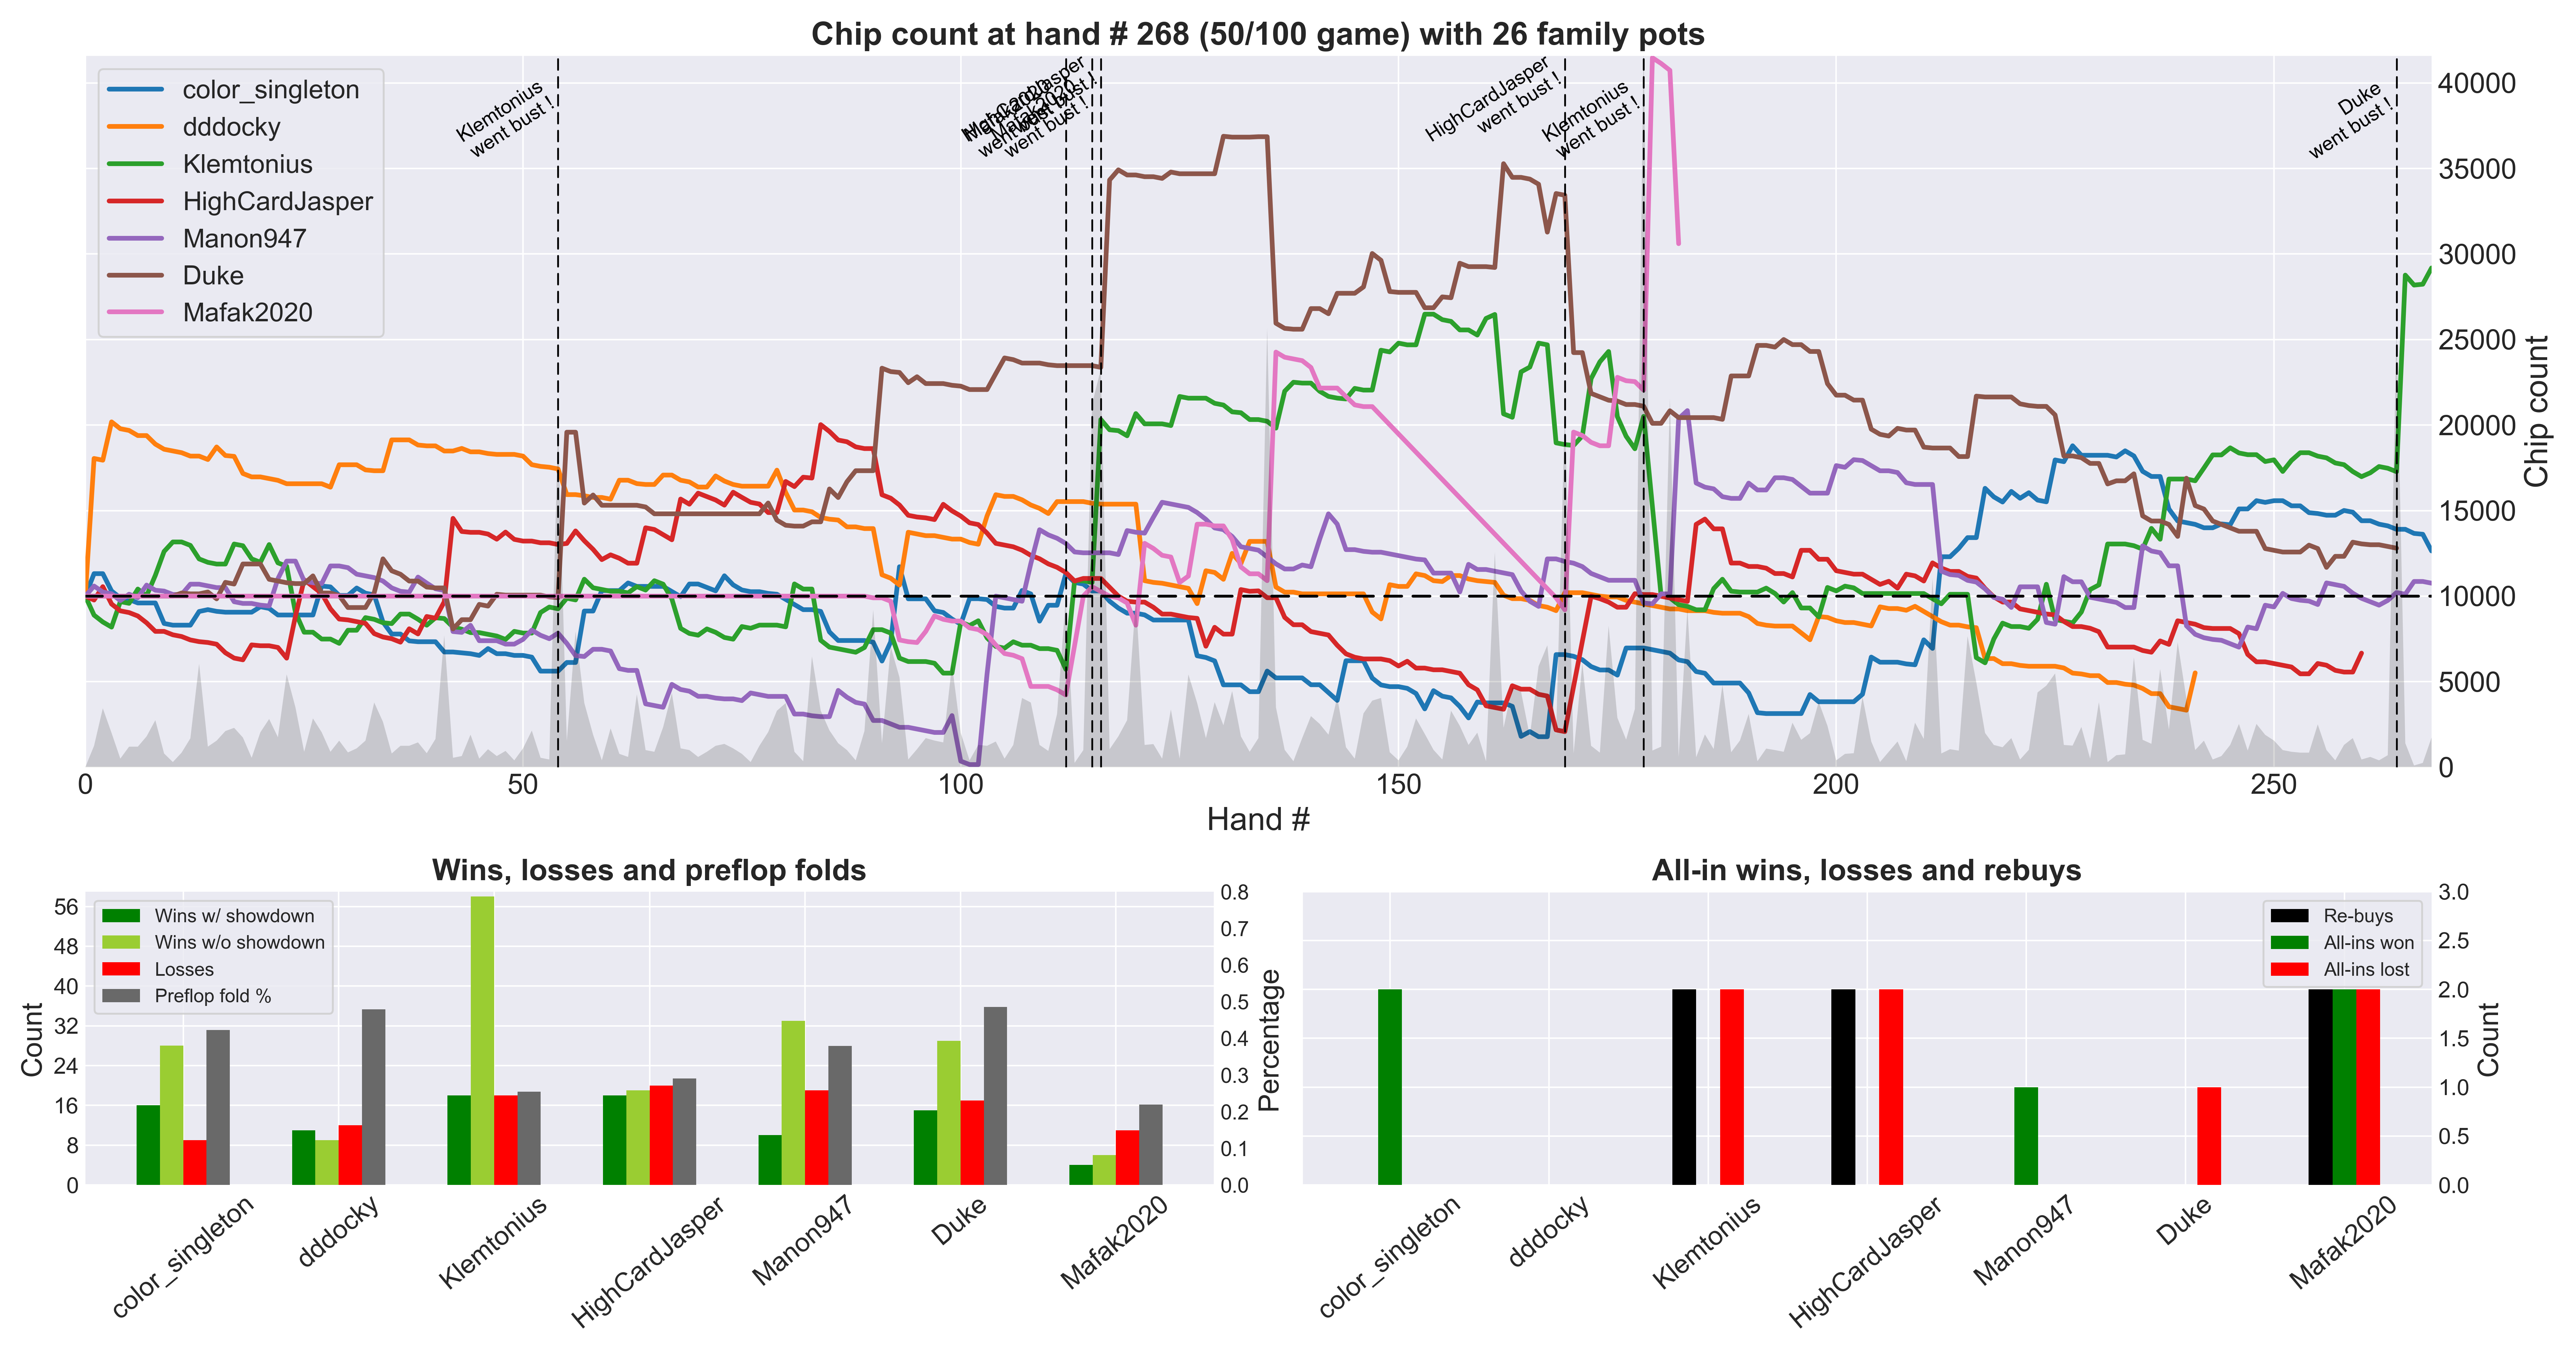 Chip count at hand # 268 (50/100 game) with 26 family pots
color_singleton
dddocky
Klemtonius
HighCardJasper
Manon947
Duke
Mafak2020
Klemtonius
went bust !
HighCardJasper
Mafak2020
went bust !
HighCardJasper
went bust !
Klemtonius
went bust !
Duke
went bust !
40000
35000
30000
25000
20000
15000
10000
5000
0
Chip count
0
50
100
150
200
250
Hand #
Wins, losses and preflop folds
Wins w/ showdown
Wins w/o showdown
Losses
Preflop fold %
56
48
40
32
24
16
8
0
Count
0.8
0.7
0.6
0.5
0.4
0.3
0.2
0.1
0.0
Percentage
color_singleton
dddocky
Klemtonius
HighCardJasper
Manon947
Duke
Mafak2020
All-in wins, losses and rebuys
Re-buys
All-ins won
All-ins lost
3.0
2.5
2.0
1.5
1.0
0.5
0.0
Count
color_singleton
dddocky
Klemtonius
HighCardJasper
Manon947
Duke
Mafak2020